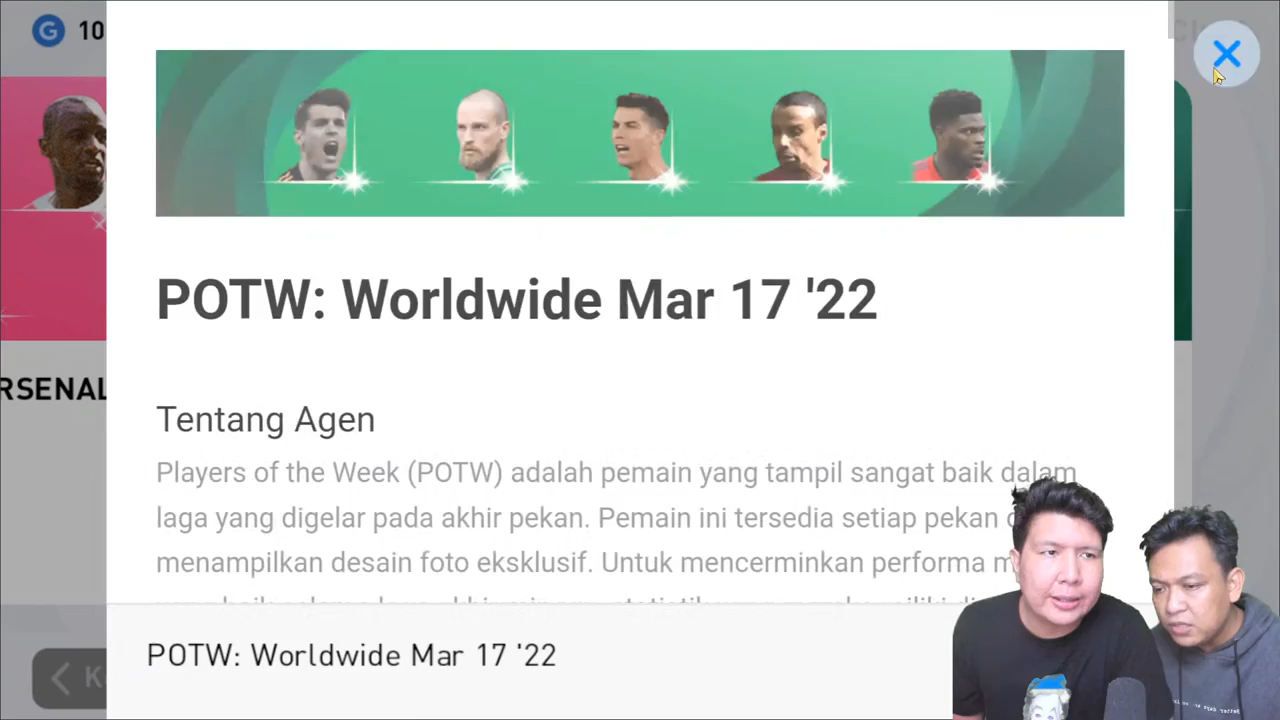 10
POTW: Worldwide Mar 17 '22
RSENAL
Tentang Agen
Players of the Week (POTW) adalah pemain yang tampil sangat baik dalam
laga yang digelar pada akhir pekan. Pemain ini tersedia setiap pekan
menampilkan desain foto eksklusif. Untuk mencerminkan performa m
POTW: Worldwide Mar 17 '22
K